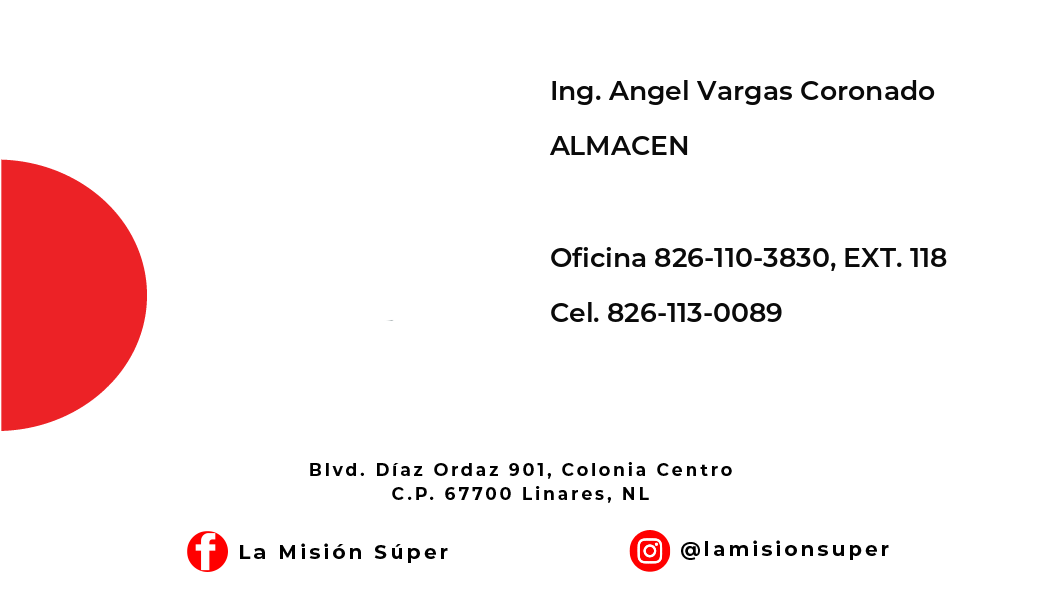 Ing. Angel Vargas Coronado
ALMACEN
Oficina 826-110-3830, EXT. 118
Cel. 826-113-0089
Blvd. Díaz Ordaz 901, Colonia Centro
C.P. 67700 Linares, NL
La Misión Súper
@lamisionsuper